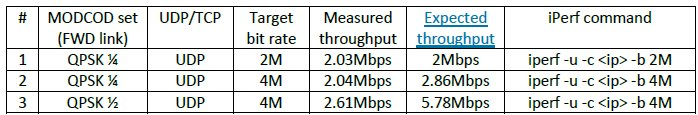 # MODCOD set (FWD link) UDP/TCP Target bit rate Measured throughput Expected throughput iPerf command
1 QPSK ¼ UDP 2M 2.03Mbps 2Mbps iperf -u -c <ip> -b 2M
2 QPSK ¼ UDP 4M 2.04Mbps 2.86Mbps iperf -u -c <ip> -b 4M
3 QPSK ½ UDP 4M 2.61Mbps 5.78Mbps iperf -u -c <ip> -b 4M